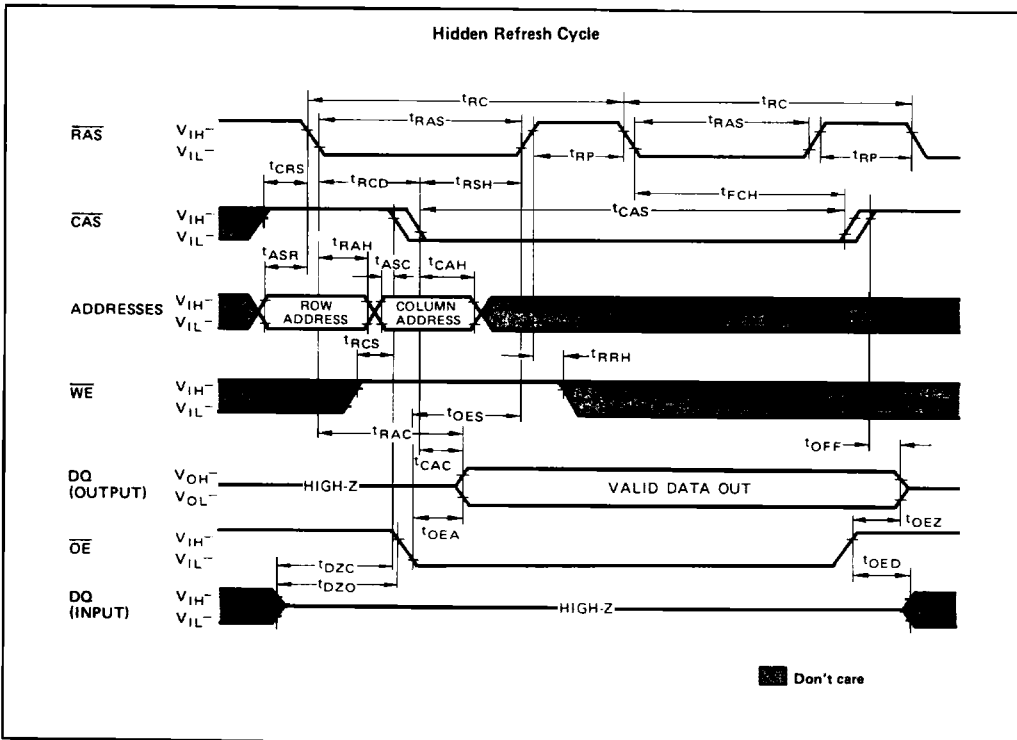 Hidden Refresh Cycle
tRC
tRC
RAS
VIH-
VIL-
tRAS
tRAS
tRP
tRP
tCRS
tRCD
tRSH
tFCH
CAS
VIH-
VIL-
tCAS
tASR
tRAH
tASC
tCAH
ADDRESSES
VIH-
VIL-
ROW ADDRESS
COLUMN ADDRESS
tRCS
tRRH
WE
VIH-
VIL-
tOES
tRAC
tCAC
tOFF
DQ (OUTPUT)
VOH-
VOL-
HIGH-Z
VALID DATA OUT
tOEA
tOEZ
OE
VIH-
VIL-
tDZC
tDZO
tOED
DQ (INPUT)
VIH-
VIL-
HIGH-Z
Don't care